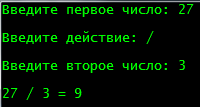 Введите первое число: 27
Введите действие: /
Введите второе число: 3
27 / 3 = 9